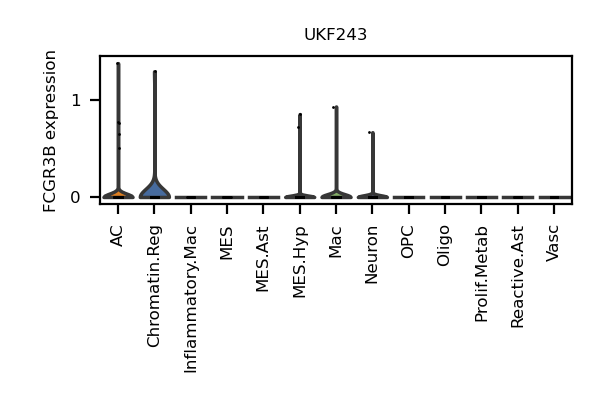 UKF243
FCGR3B expression
1
0
AC
Chromatin.Reg
Inflammatory.Mac
MES
MES.Ast
MES.Hyp
Mac
Neuron
OPC
Oligo
Prolif.Metab
Reactive.Ast
Vasc